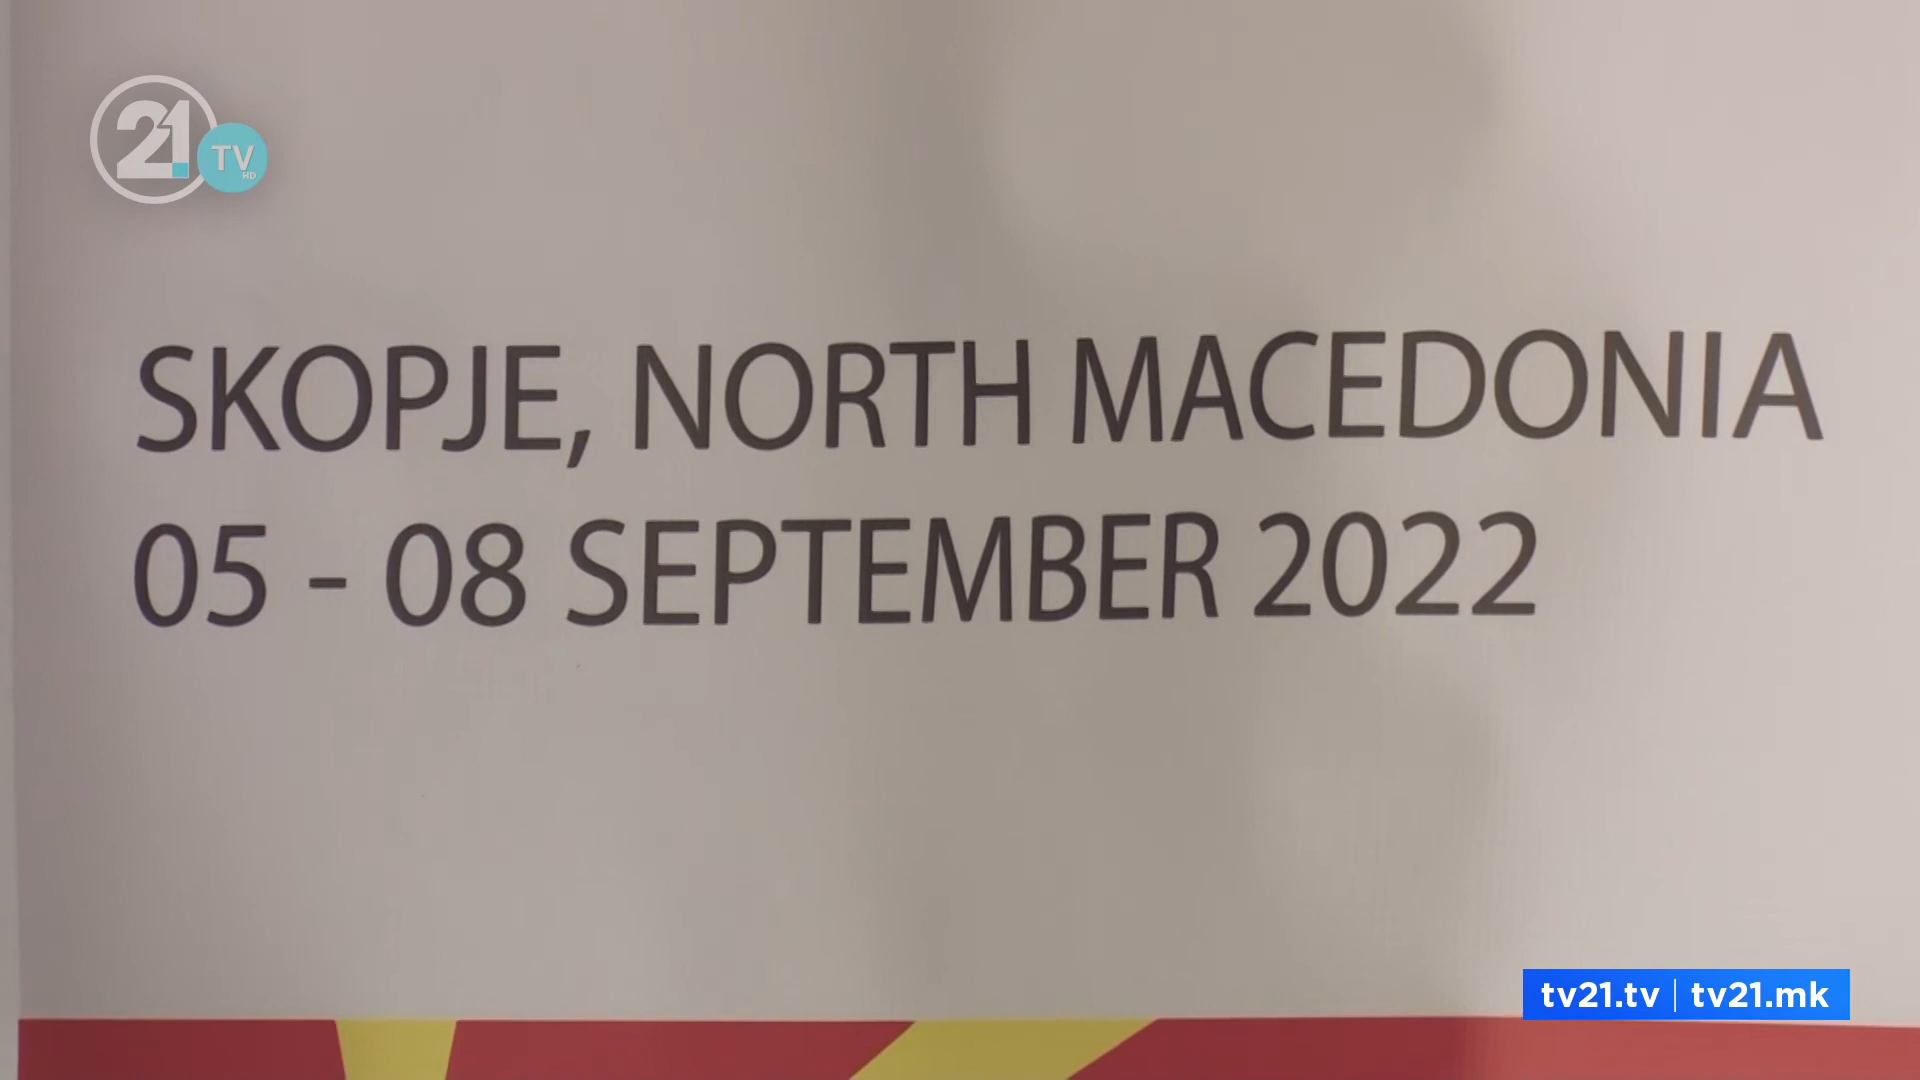 21
TV
HD
SKOPJE, NORTH MACEDONIA
05 - 08 SEPTEMBER 2022
tv21.tv | tv21.mk